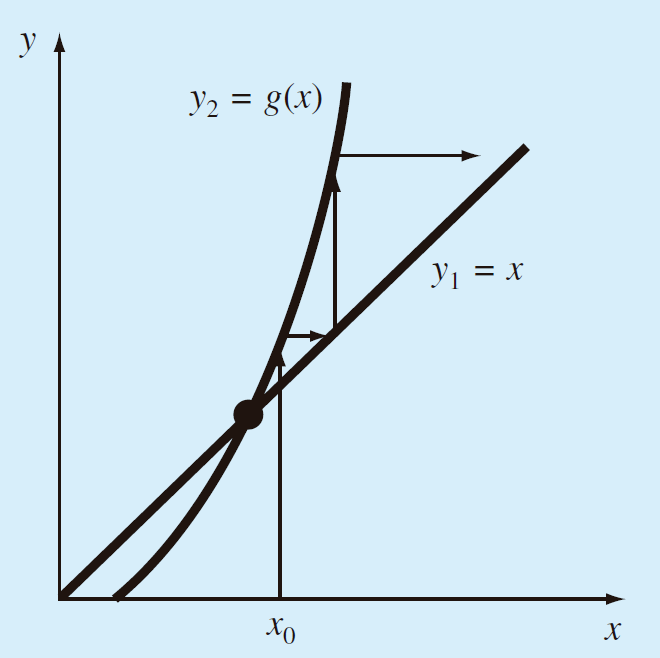 y
y₂ = g(x)
y₁ = x
x₀
x